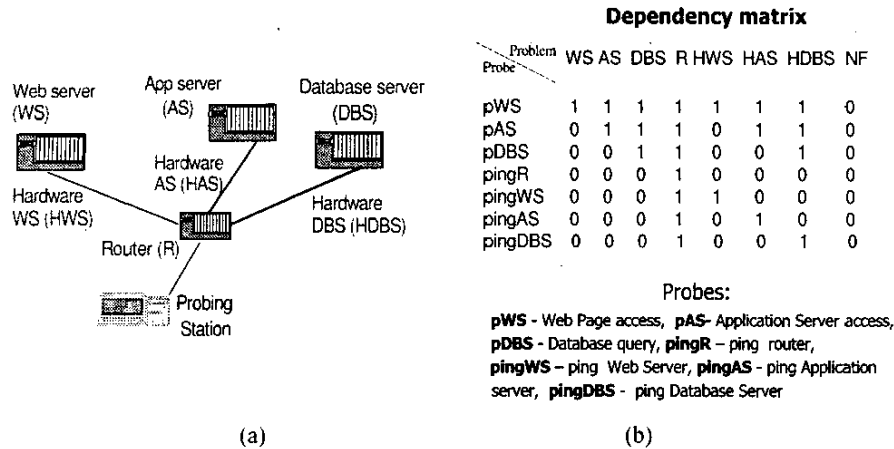 Web server
(WS)
App server
(AS)
Database server
(DBS)
Hardware
AS (HAS)
Hardware
WS (HWS)
Hardware
DBS (HDBS)
Router (R)
Probing
Station
(a)
Dependency matrix
Problem
Probe
WS AS DBS R HWS HAS HDBS NF
pWS 1 1 1 1 1 1 1 0
pAS 0 1 1 1 0 1 1 0
pDBS 0 0 1 1 0 0 1 0
pingR 0 0 0 1 0 0 0 0
pingWS 0 0 0 1 1 0 0 0
pingAS 0 0 0 1 0 1 0 0
pingDBS 0 0 0 1 0 0 1 0
Probes:
pWS - Web Page access, pAS- Application Server access,
pDBS - Database query, pingR – ping router,
pingWS – ping Web Server, pingAS - ping Application
server, pingDBS - ping Database Server
(b)